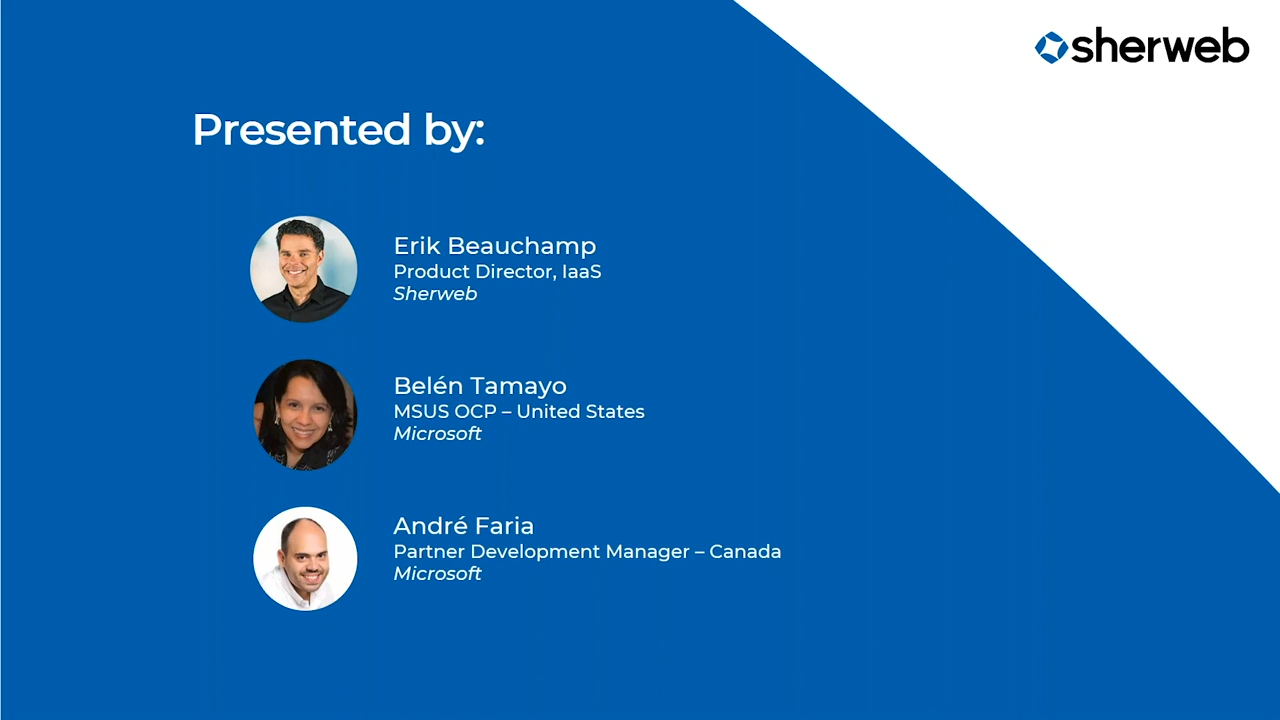 sherweb
Presented by:
Erik Beauchamp
Product Director, IaaS
Sherweb
Belén Tamayo
MSUS OCP – United States
Microsoft
André Faria
Partner Development Manager – Canada
Microsoft